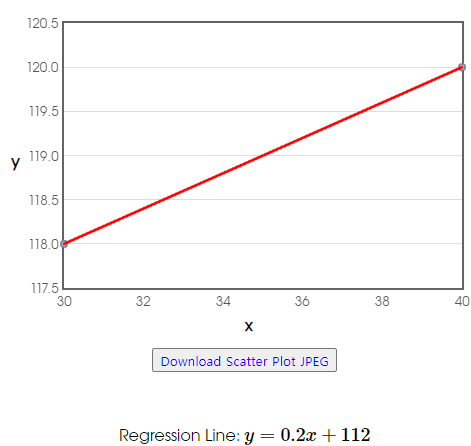 120.5
120.0
119.5
y 119.0
118.5
118.0
117.5
30 32 34 36 38 40
x
Download Scatter Plot JPEG
Regression Line: y = 0.2x + 112